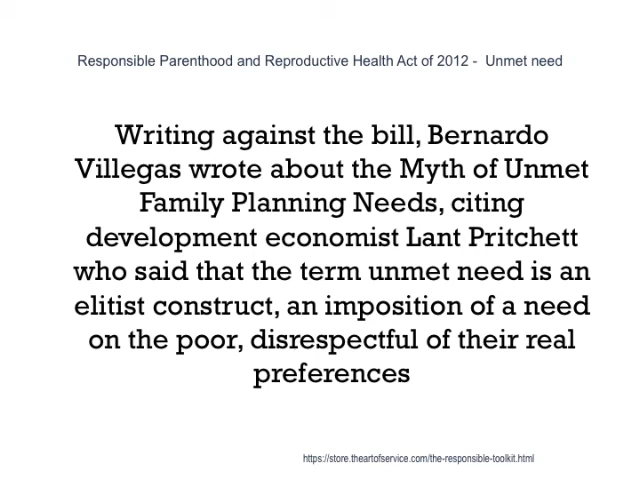 Responsible Parenthood and Reproductive Health Act of 2012 - Unmet need
Writing against the bill, Bernardo
Villegas wrote about the Myth of Unmet
Family Planning Needs, citing
development economist Lant Pritchett
who said that the term unmet need is an
elitist construct, an imposition of a need
on the poor, disrespectful of their real
preferences
https://store.theartofservice.com/the-responsible-toolkit.html